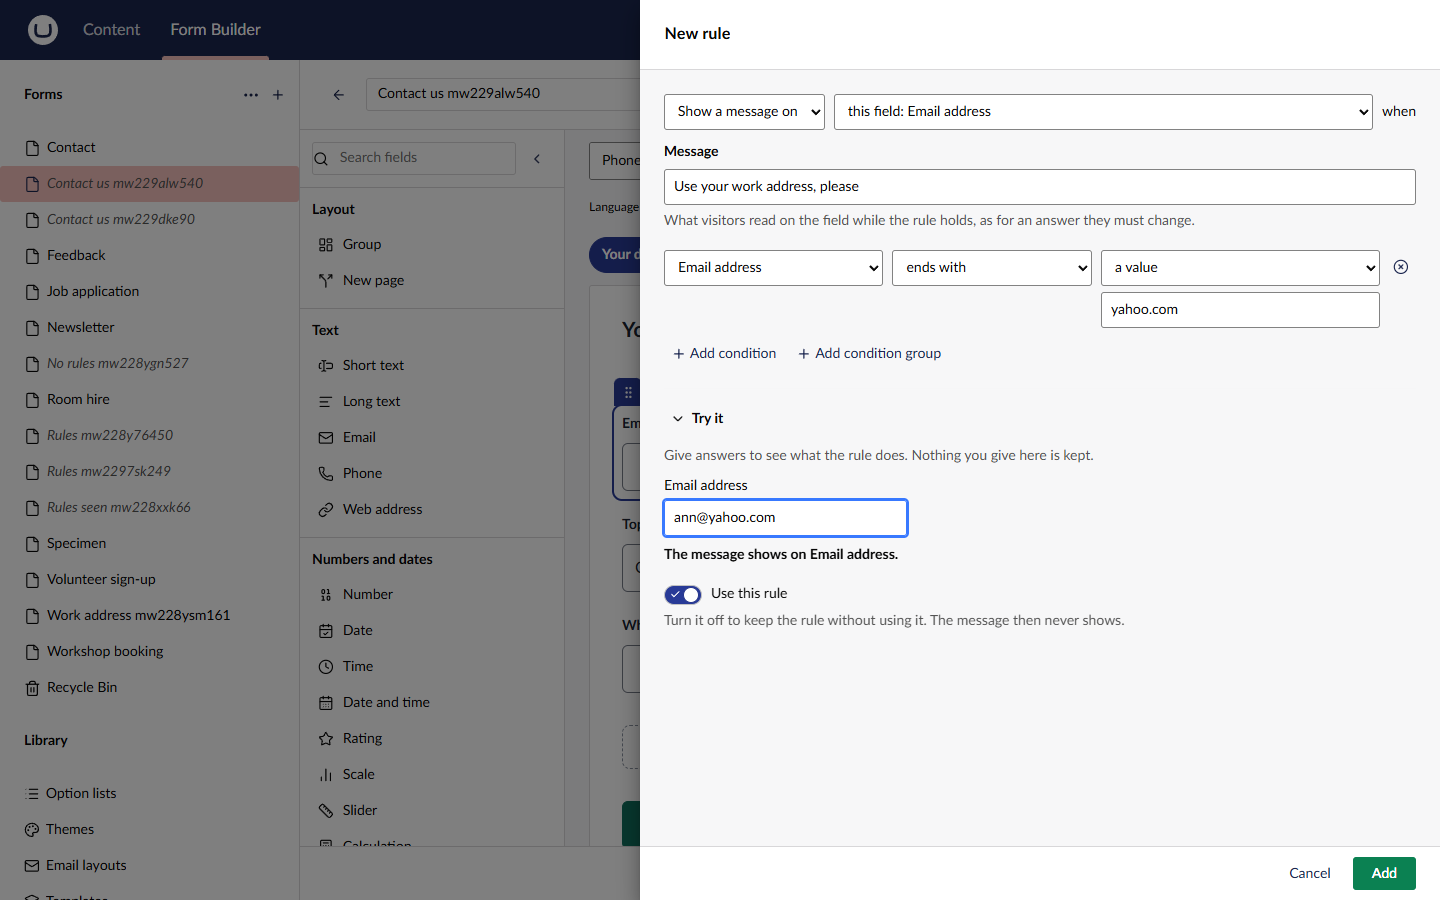 Content
Form Builder
Forms
Contact
Contact us mw229alw540
Contact us mw229dke90
Feedback
Job application
Newsletter
No rules mw228ygn527
Room hire
Rules mw228y76450
Rules mw2297sk249
Rules seen mw228xxk66
Specimen
Volunteer sign-up
Work address mw228ysm161
Workshop booking
Recycle Bin
Library
Option lists
Themes
Email layouts
Contact us mw229alw540
Search fields
Layout
Group
New page
Text
Short text
Long text
Email
Phone
Web address
Numbers and dates
Number
Date
Time
Date and time
Rating
Scale
Slider
Calculation
Phone
Language
Your d
Yo
Em
Top
Wh
New rule
Show a message on
this field: Email address
when
Message
Use your work address, please
What visitors read on the field while the rule holds, as for an answer they must change.
Email address
ends with
a value
yahoo.com
Add condition
Add condition group
Try it
Give answers to see what the rule does. Nothing you give here is kept.
Email address
ann@yahoo.com
The message shows on Email address.
Use this rule
Turn it off to keep the rule without using it. The message then never shows.
Cancel
Add